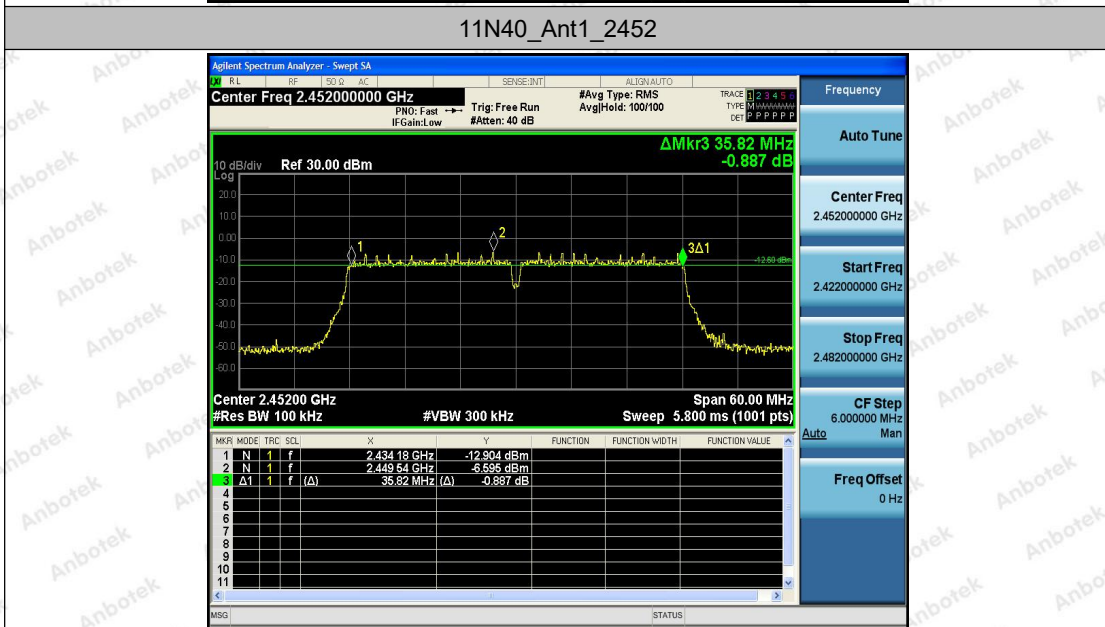 11N40_Ant1_2452
Agilent Spectrum Analyzer - Swept SA
RL RF 50 Ω AC SENSE:INT ALIGNAUTO
Center Freq 2.452000000 GHz
PNO: Fast
IFGain:Low
Trig: Free Run
#Atten: 40 dB
#Avg Type: RMS
Avg|Hold: 100/100
TRACE 1 2 3 4 5 6
TYPE M
DET P P P P P P
ΔMkr3 35.82 MHz
-0.887 dB
10 dB/div Ref 30.00 dBm
Log
20.0
10.0
0.00
-10.0
-20.0
-30.0
-40.0
-50.0
-60.0
1
2
3Δ1
-12.60 dBm
Center 2.45200 GHz Span 60.00 MHz
#Res BW 100 kHz #VBW 300 kHz Sweep 5.800 ms (1001 pts)
MKR MODE TRC SCL X Y FUNCTION FUNCTION WIDTH FUNCTION VALUE
1 N 1 f 2.434 18 GHz -12.904 dBm
2 N 1 f 2.449 54 GHz -6.595 dBm
3 Δ1 1 f (Δ) 35.82 MHz (Δ) -0.887 dB
4
5
6
7
8
9
10
11
MSG STATUS
Frequency
Auto Tune
Center Freq
2.452000000 GHz
Start Freq
2.422000000 GHz
Stop Freq
2.482000000 GHz
CF Step
6.000000 MHz
Auto Man
Freq Offset
0 Hz
Anbotek